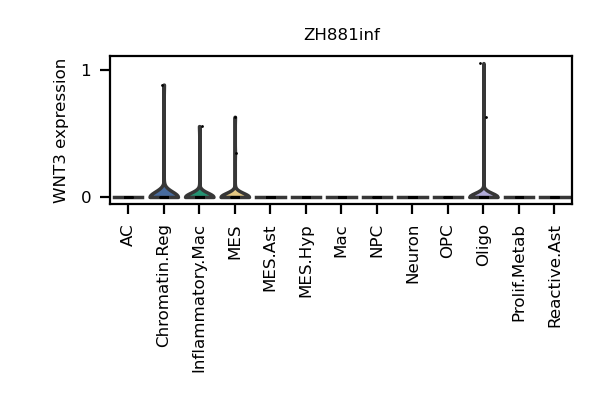 ZH881inf
WNT3 expression
1
0
AC
Chromatin.Reg
Inflammatory.Mac
MES
MES.Ast
MES.Hyp
Mac
NPC
Neuron
OPC
Oligo
Prolif.Metab
Reactive.Ast